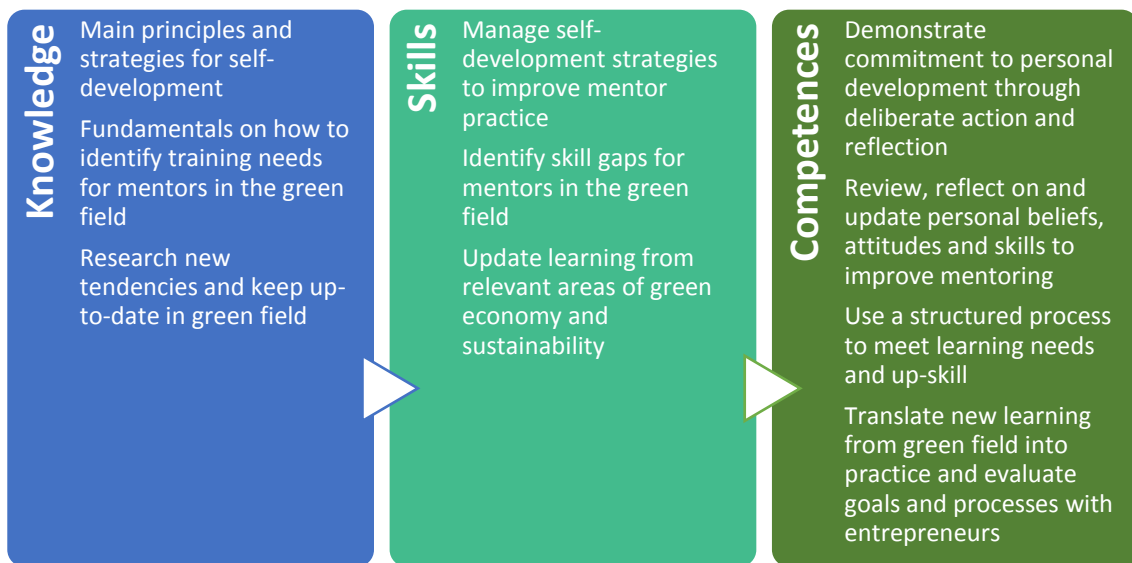 Knowledge
Main principles and
strategies for self-
development
Fundamentals on how to
identify training needs
for mentors in the green
field
Research new
tendencies and keep up-
to-date in green field
Skills
Manage self-
development strategies
to improve mentor
practice
Identify skill gaps for
mentors in the green
field
Update learning from
relevant areas of green
economy and
sustainability
Competences
Demonstrate
commitment to personal
development through
deliberate action and
reflection
Review, reflect on and
update personal beliefs,
attitudes and skills to
improve mentoring
Use a structured process
to meet learning needs
and up-skill
Translate new learning
from green field into
practice and evaluate
goals and processes with
entrepreneurs